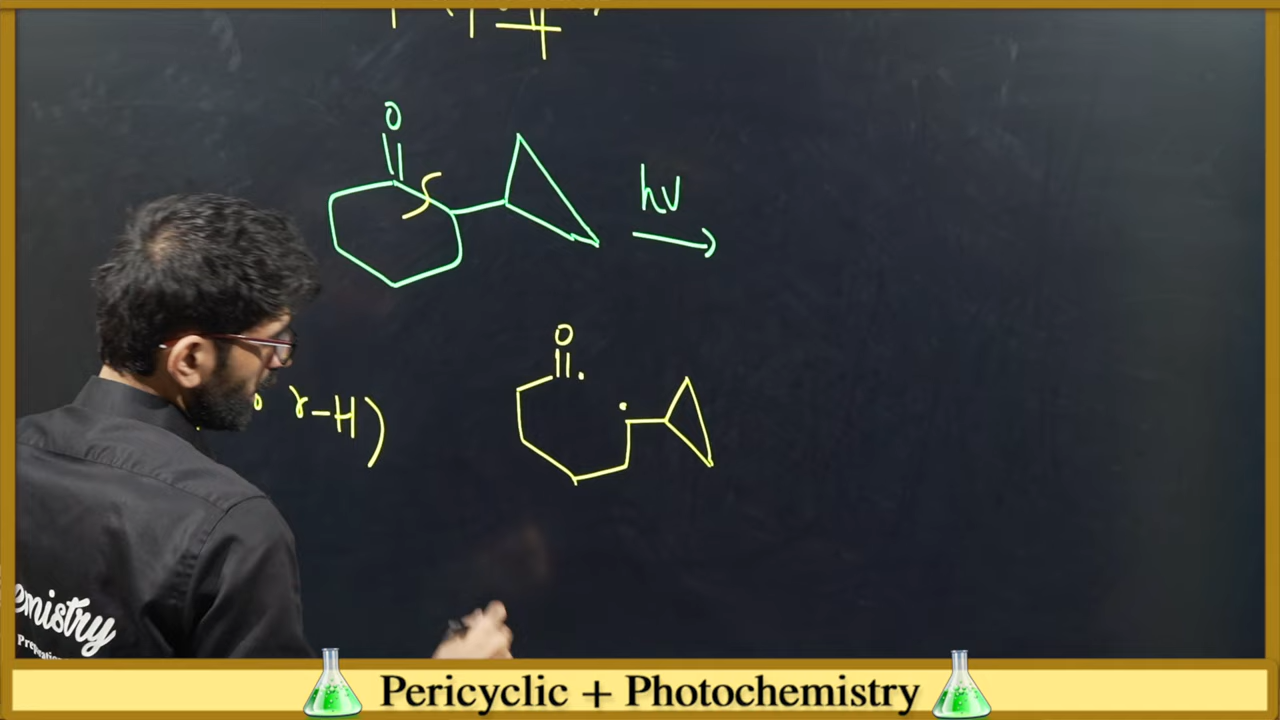 O
hν
O
γ-H)
emistry
Pericyclic + Photochemistry